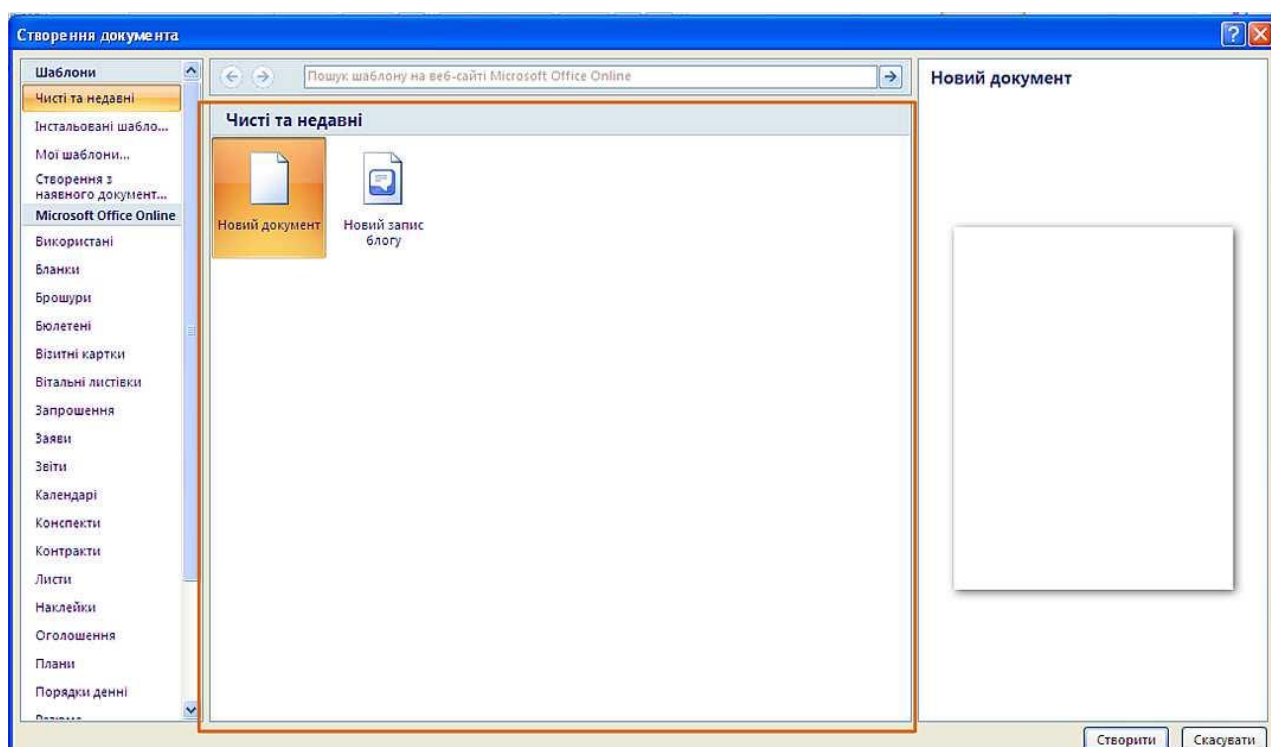 Створення документа
Шаблони
Чисті та недавні
Інстальовані шабло...
Мої шаблони...
Створення з
наявного документ...
Microsoft Office Online
Використані
Бланки
Брошури
Бюлетені
Візитні картки
Вітальні листівки
Запрошення
Заяви
Звіти
Календарі
Конспекти
Контракти
Листи
Наклейки
Оголошення
Плани
Порядки денні
Пошук шаблону на веб-сайті Microsoft Office Online
Чисті та недавні
Новий документ
Новий запис
блогу
Новий документ
Створити
Скасувати